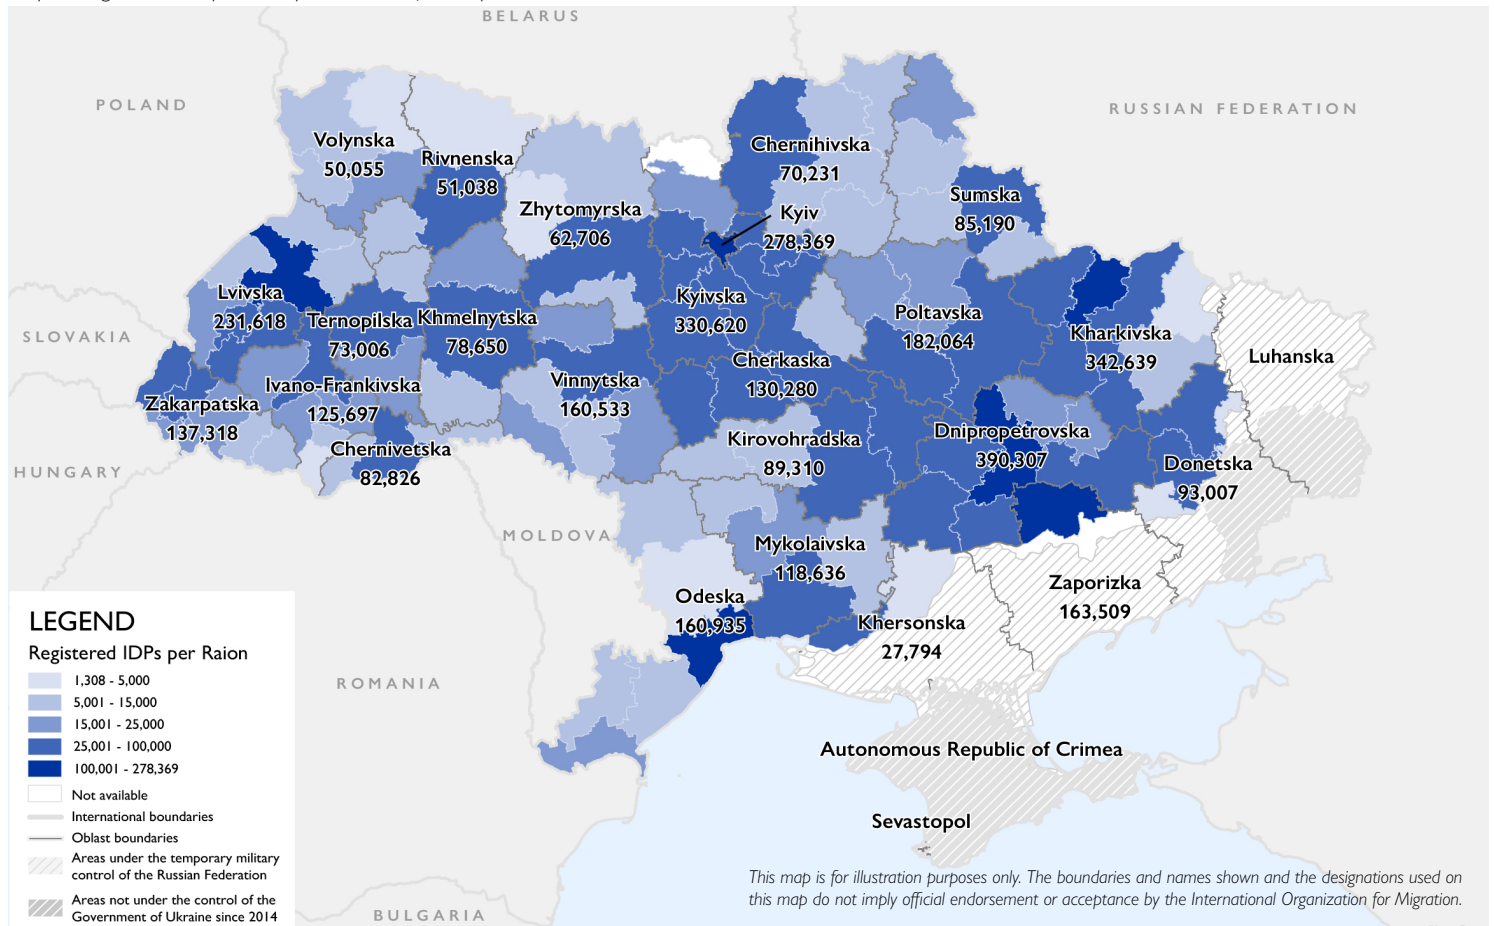 BELARUS
POLAND
RUSSIAN FEDERATION
Volynska
50,055
Rivnenska
51,038
Chernihivska
70,231
Sumska
85,190
Zhytomyrska
62,706
Kyiv
278,369
Lvivska
231,618
SLOVAKIA
Ternopilska
73,006
Khmelnytska
78,650
Kyivska
330,620
Poltavska
182,064
Kharkivska
342,639
Luhanska
Cherkaska
130,280
Zakarpatska
137,318
Ivano-Frankivska
125,697
Vinnytska
160,533
HUNGARY
Chernivetska
82,826
Kirovohradska
89,310
Dnipropetrovska
390,307
Donetska
93,007
MOLDOVA
Mykolaivska
118,636
Odeska
160,935
Khersonska
27,794
Zaporizka
163,509
ROMANIA
Autonomous Republic of Crimea
Sevastopol
BULGARIA
LEGEND
Registered IDPs per Raion
1,308 - 5,000
5,001 - 15,000
15,001 - 25,000
25,001 - 100,000
100,001 - 278,369
Not available
International boundaries
Oblast boundaries
Areas under the temporary military
control of the Russian Federation
Areas not under the control of the
Government of Ukraine since 2014
This map is for illustration purposes only. The boundaries and names shown and the designations used on
this map do not imply official endorsement or acceptance by the International Organization for Migration.